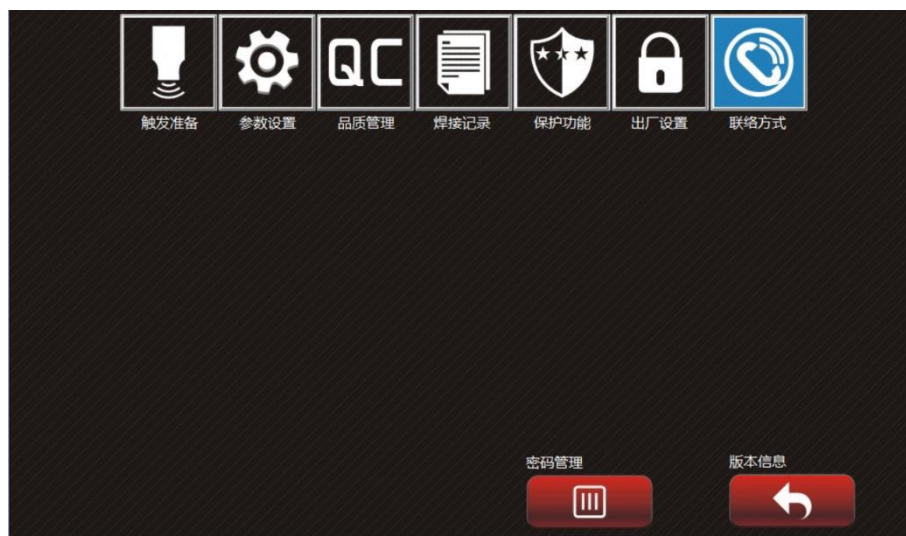 QC
触发准备
参数设置
品质管理
焊接记录
保护功能
出厂设置
联络方式
密码管理
版本信息